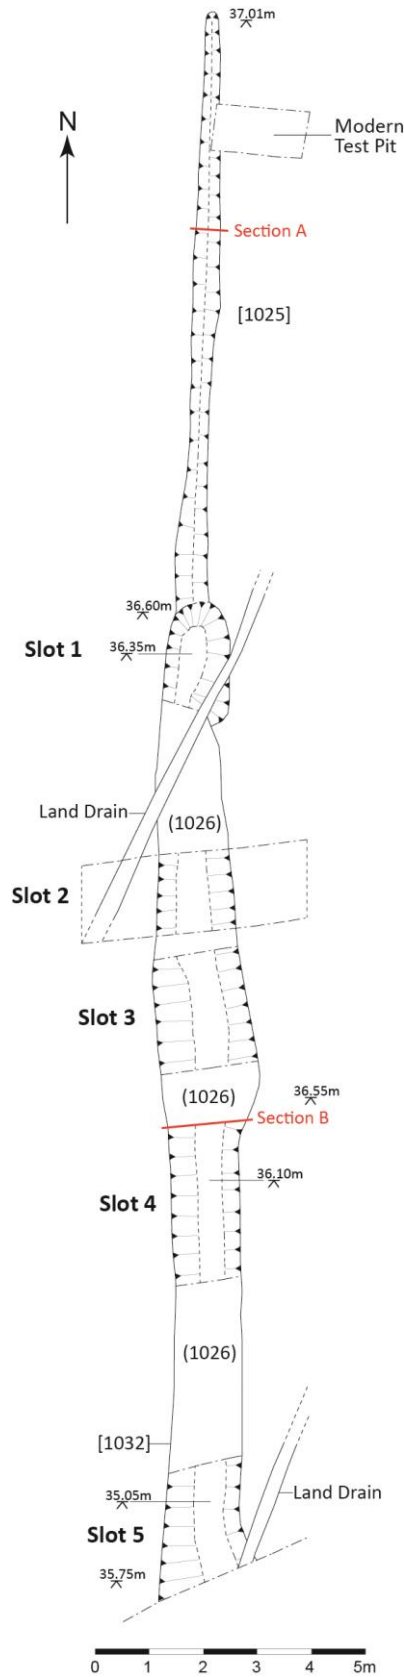 37.01m
N
Modern
Test Pit
Section A
[1025]
36.60m
Slot 1
36.35m
Land Drain
(1026)
Slot 2
Slot 3
(1026)
36.55m
Section B
36.10m
Slot 4
(1026)
[1032]
35.05m
Land Drain
Slot 5
35.75m
0 1 2 3 4 5m